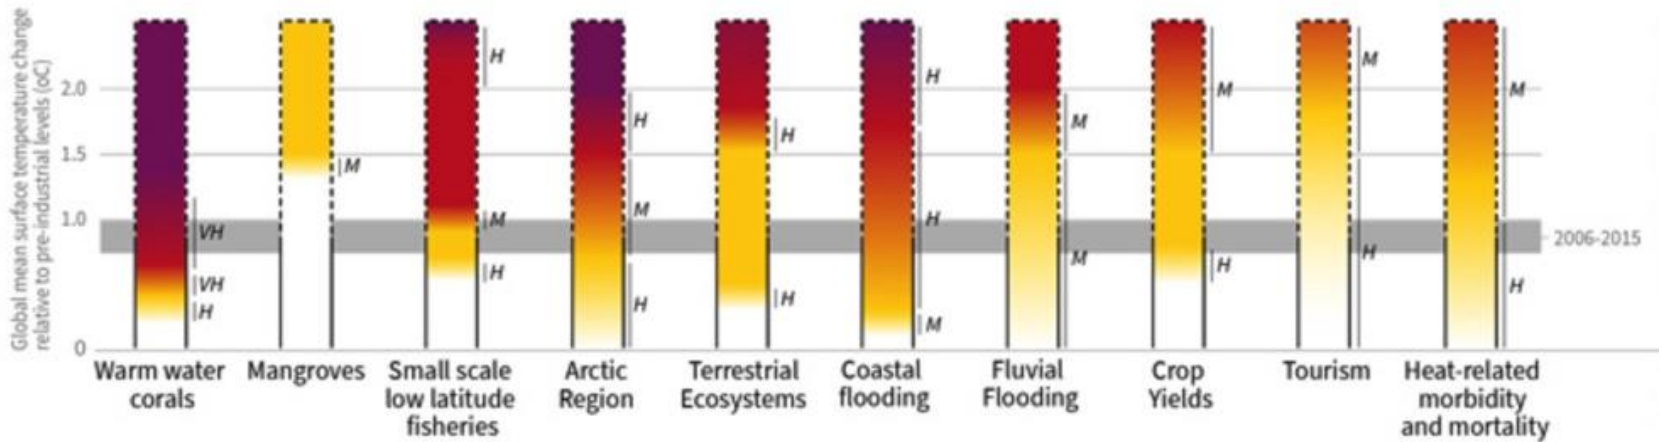 Global mean surface temperature change
relative to pre-industrial levels (oC)
2.0
1.5
1.0
0
VH
VH
H
M
H
M
H
H
M
H
H
H
H
H
M
M
M
M
H
M
H
M
H
2006-2015
Warm water
corals
Mangroves
Small scale
low latitude
fisheries
Arctic
Region
Terrestrial
Ecosystems
Coastal
flooding
Fluvial
Flooding
Crop
Yields
Tourism
Heat-related
morbidity
and mortality